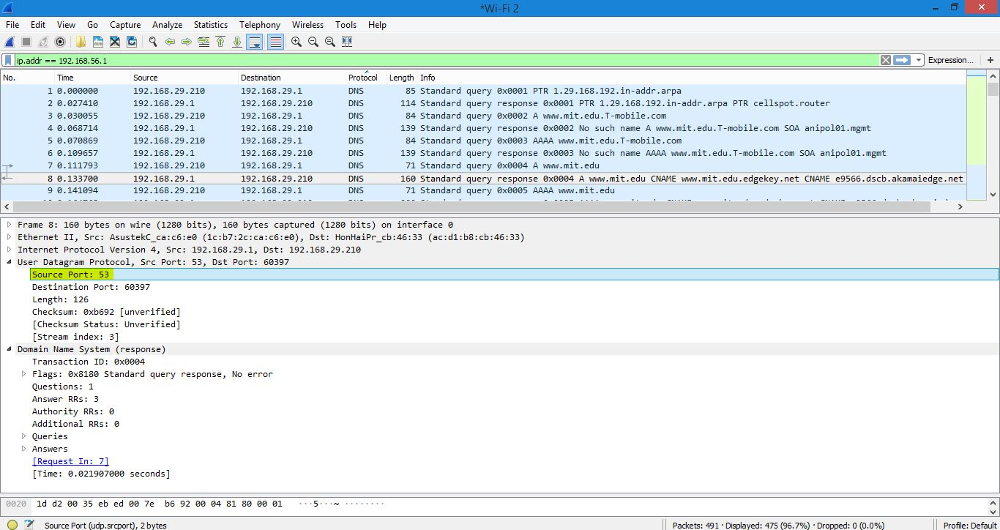 *Wi-Fi 2
File Edit View Go Capture Analyze Statistics Telephony Wireless Tools Help
ip.addr == 192.168.56.1 Expression... +
No. Time Source Destination Protocol Length Info
1 0.000000 192.168.29.210 192.168.29.1 DNS 85 Standard query 0x0001 PTR 1.29.168.192.in-addr.arpa
2 0.027410 192.168.29.1 192.168.29.210 DNS 114 Standard query response 0x0001 PTR 1.29.168.192.in-addr.arpa PTR cellspot.router
3 0.030055 192.168.29.210 192.168.29.1 DNS 84 Standard query 0x0002 A www.mit.edu.T-mobile.com
4 0.068714 192.168.29.1 192.168.29.210 DNS 139 Standard query response 0x0002 No such name A www.mit.edu.T-mobile.com SOA anipol01.mgmt
5 0.070869 192.168.29.210 192.168.29.1 DNS 84 Standard query 0x0003 AAAA www.mit.edu.T-mobile.com
6 0.109657 192.168.29.1 192.168.29.210 DNS 139 Standard query response 0x0003 No such name AAAA www.mit.edu.T-mobile.com SOA anipol01.mgmt
7 0.111793 192.168.29.210 192.168.29.1 DNS 71 Standard query 0x0004 A www.mit.edu
8 0.133700 192.168.29.1 192.168.29.210 DNS 160 Standard query response 0x0004 A www.mit.edu CNAME www.mit.edu.edgekey.net CNAME e9566.dscb.akamaiedge.net
9 0.141094 192.168.29.210 192.168.29.1 DNS 71 Standard query 0x0005 AAAA www.mit.edu
Frame 8: 160 bytes on wire (1280 bits), 160 bytes captured (1280 bits) on interface 0
Ethernet II, Src: AsustekC_ca:c6:e0 (1c:b7:2c:ca:c6:e0), Dst: HonHaiPr_cb:46:33 (ac:d1:b8:cb:46:33)
Internet Protocol Version 4, Src: 192.168.29.1, Dst: 192.168.29.210
User Datagram Protocol, Src Port: 53, Dst Port: 60397
Source Port: 53
Destination Port: 60397
Length: 126
Checksum: 0xb692 [unverified]
[Checksum Status: Unverified]
[Stream index: 3]
Domain Name System (response)
Transaction ID: 0x0004
Flags: 0x8180 Standard query response, No error
Questions: 1
Answer RRs: 3
Authority RRs: 0
Additional RRs: 0
Queries
Answers
[Request In: 7]
[Time: 0.021907000 seconds]
0020 1d d2 00 35 eb ed 00 7e b6 92 00 04 81 80 00 01 ···5···~ ········
Source Port (udp.srcport), 2 bytes Packets: 491 · Displayed: 475 (96.7%) · Dropped: 0 (0.0%) Profile: Default